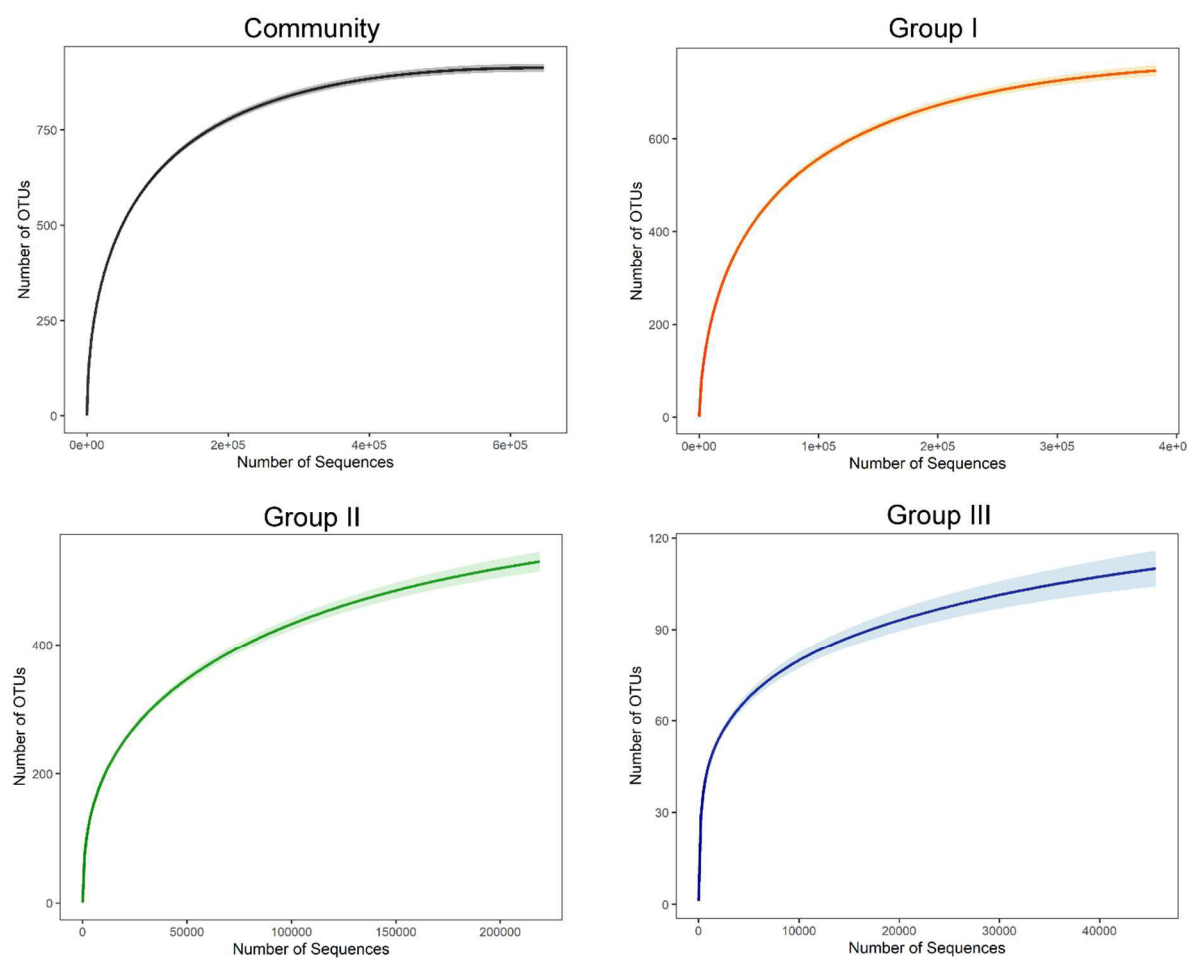 Community
Number of OTUs
750
500
250
0
0e+00 2e+05 4e+05 6e+05
Number of Sequences
Group I
Number of OTUs
600
400
200
0
0e+00 1e+05 2e+05 3e+05 4e+0
Number of Sequences
Group II
Number of OTUs
400
200
0
0 50000 100000 150000 200000
Number of Sequences
Group III
Number of OTUs
120
90
60
30
0
0 10000 20000 30000 40000
Number of Sequences